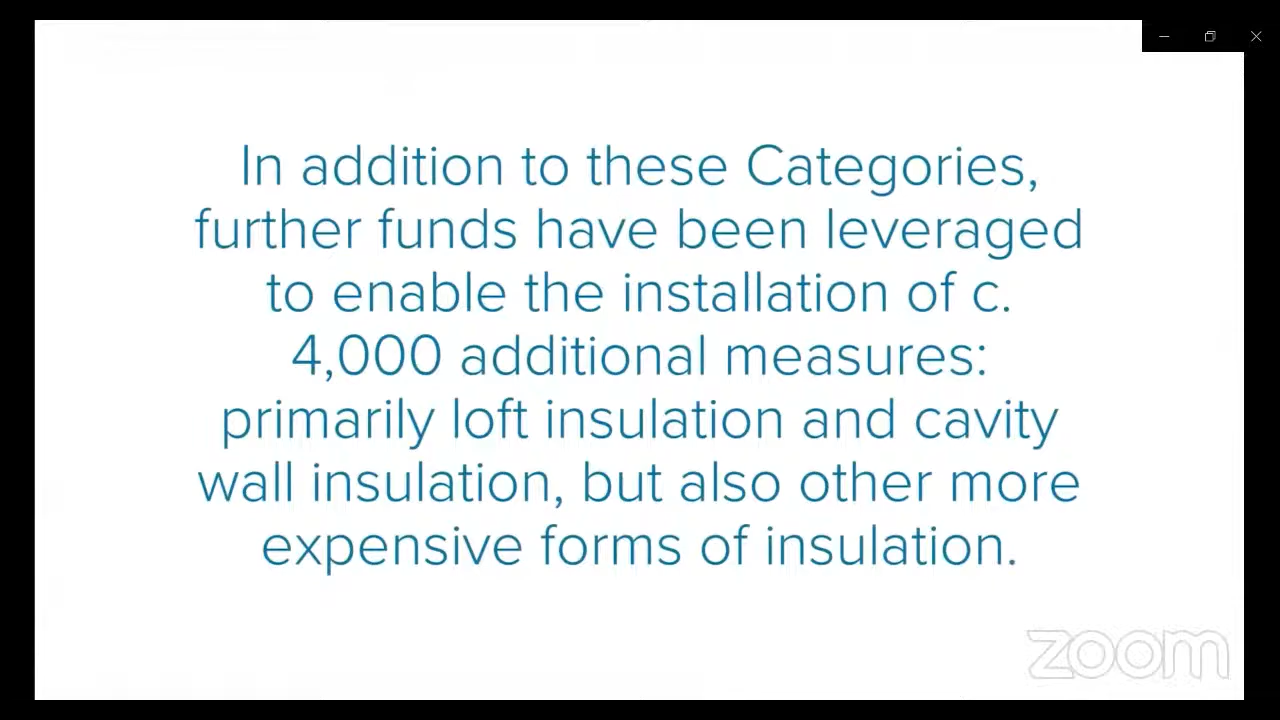 In addition to these Categories,
further funds have been leveraged
to enable the installation of c.
4,000 additional measures:
primarily loft insulation and cavity
wall insulation, but also other more
expensive forms of insulation.
zoom